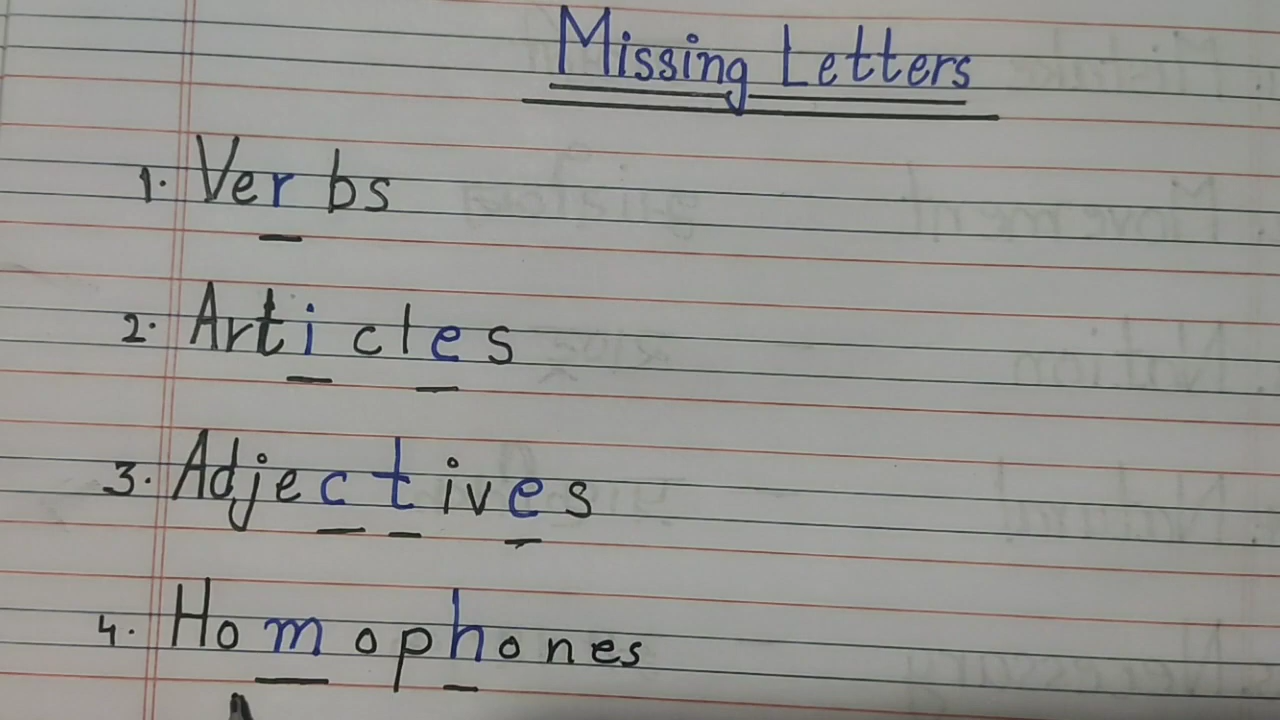 Missing Letters
1. Verbs
2. Articles
3. Adjectives
4. Homophones